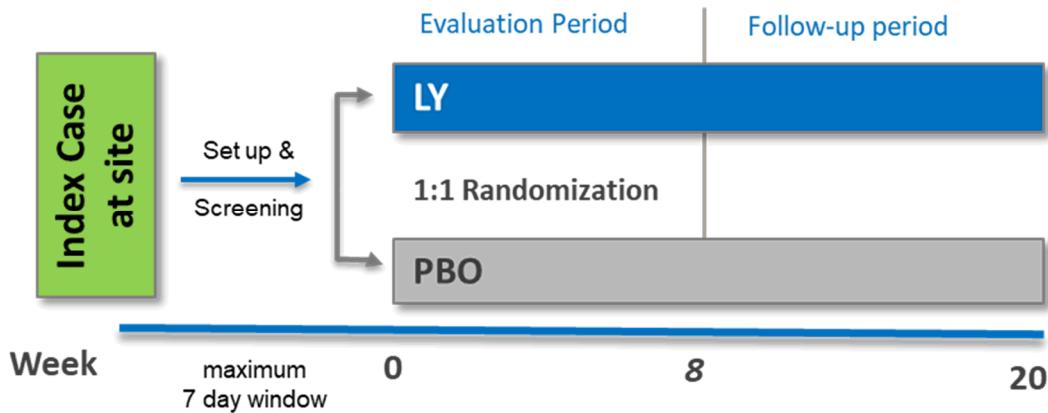 Evaluation Period
Follow-up period
Index Case
at site
Set up &
Screening
LY
1:1 Randomization
PBO
Week
maximum
7 day window
0
8
20